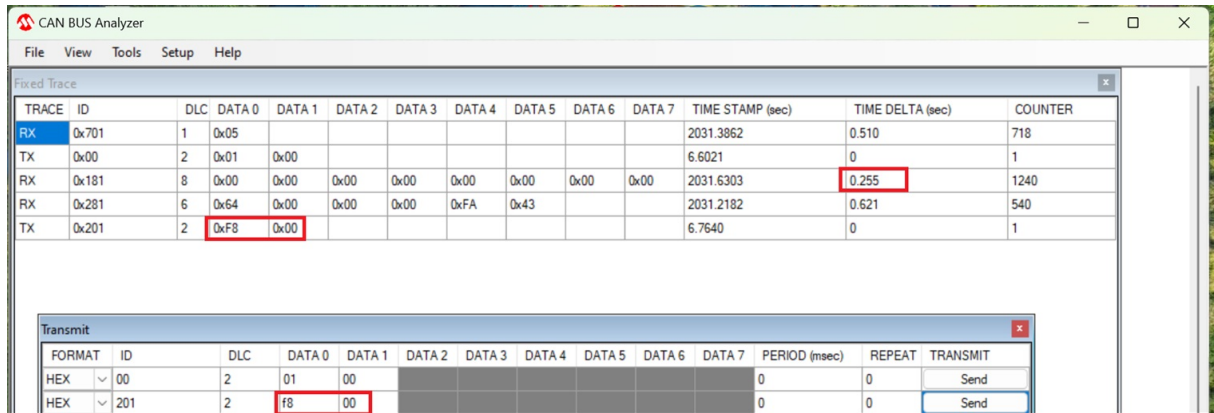 CAN BUS Analyzer
File View Tools Setup Help
Fixed Trace
TRACE ID DLC DATA 0 DATA 1 DATA 2 DATA 3 DATA 4 DATA 5 DATA 6 DATA 7 TIME STAMP (sec) TIME DELTA (sec) COUNTER
RX 0x701 1 0x05 2031.3862 0.510 718
TX 0x00 2 0x01 0x00 6.6021 0 1
RX 0x181 8 0x00 0x00 0x00 0x00 0x00 0x00 0x00 0x00 2031.6303 0.255 1240
RX 0x281 6 0x64 0x00 0x00 0x00 0xFA 0x43 2031.2182 0.621 540
TX 0x201 2 0xF8 0x00 6.7640 0 1
Transmit
FORMAT ID DLC DATA 0 DATA 1 DATA 2 DATA 3 DATA 4 DATA 5 DATA 6 DATA 7 PERIOD (msec) REPEAT TRANSMIT
HEX 00 2 01 00 0 0 Send
HEX 201 2 f8 00 0 0 Send